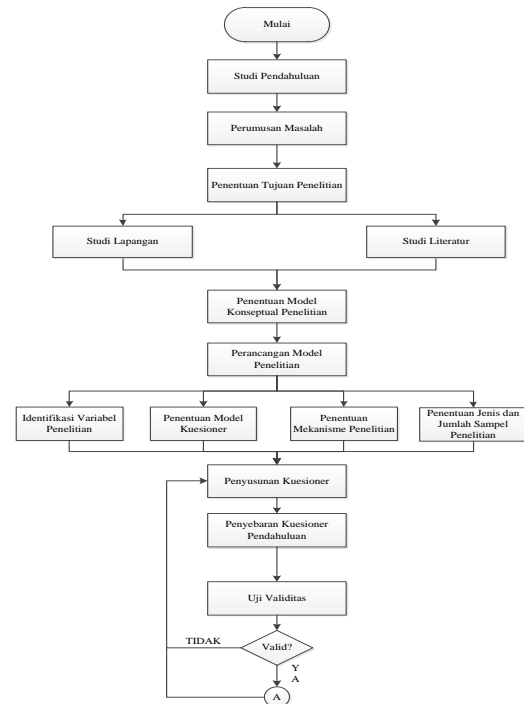 Mulai
Studi Pendahuluan
Perumusan Masalah
Penentuan Tujuan Penelitian
Studi Lapangan
Studi Literatur
Penentuan Model
Konseptual Penelitian
Perancangan Model
Penelitian
Identifikasi Variabel
Penelitian
Penentuan Model
Kuesioner
Penentuan
Mekanisme Penelitian
Penentuan Jenis dan
Jumlah Sampel
Penelitian
Penyusunan Kuesioner
Penyebaran Kuesioner
Pendahuluan
Uji Validitas
TIDAK
Valid?
Y
A
A